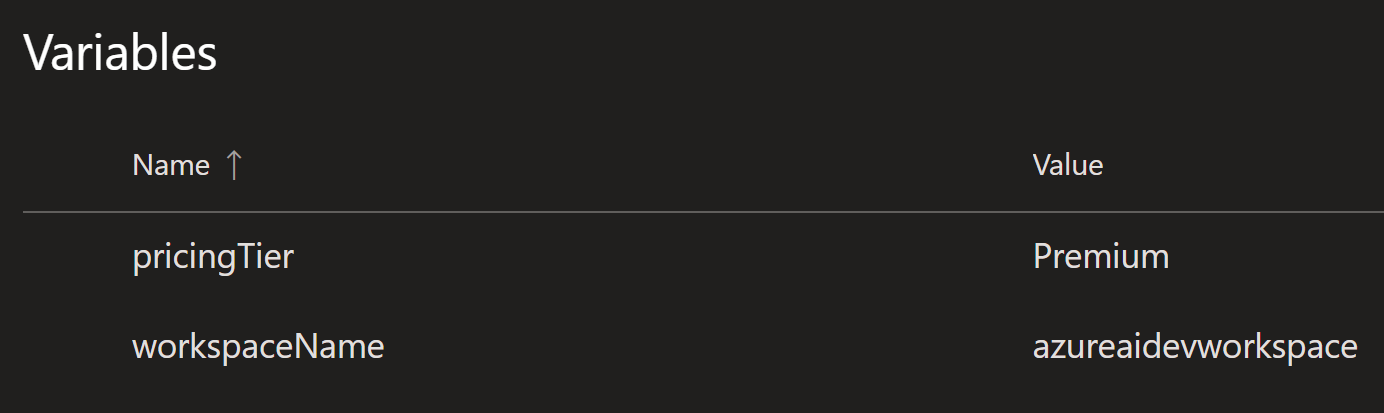 Variables
Name ↑ Value
pricingTier Premium
workspaceName azureaidevworkspace